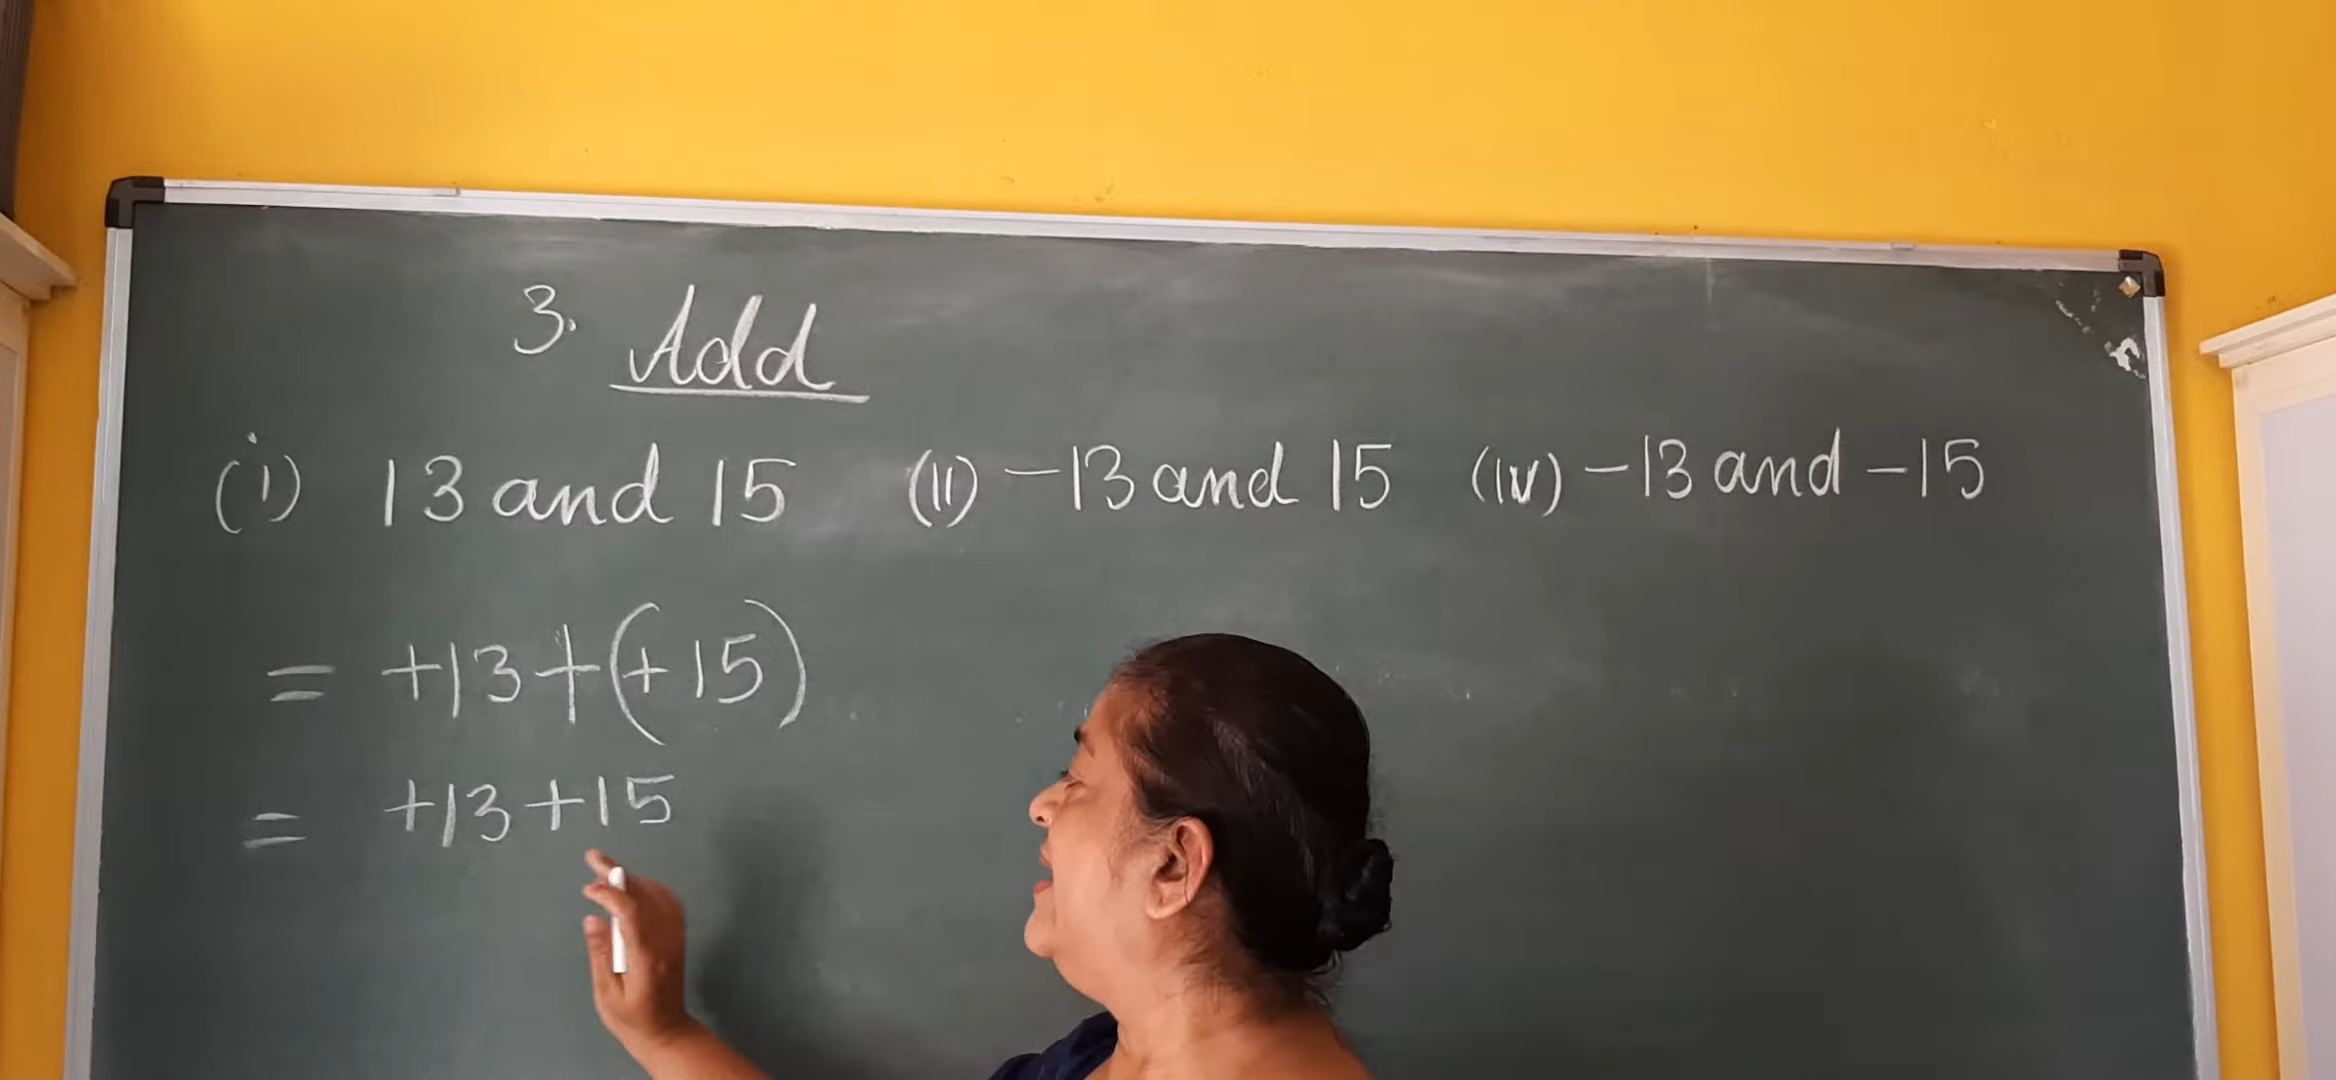 3. Add
(i) 13 and 15 (II) -13 and 15 (IV) -13 and -15
= +13+(+15)
= +13+15